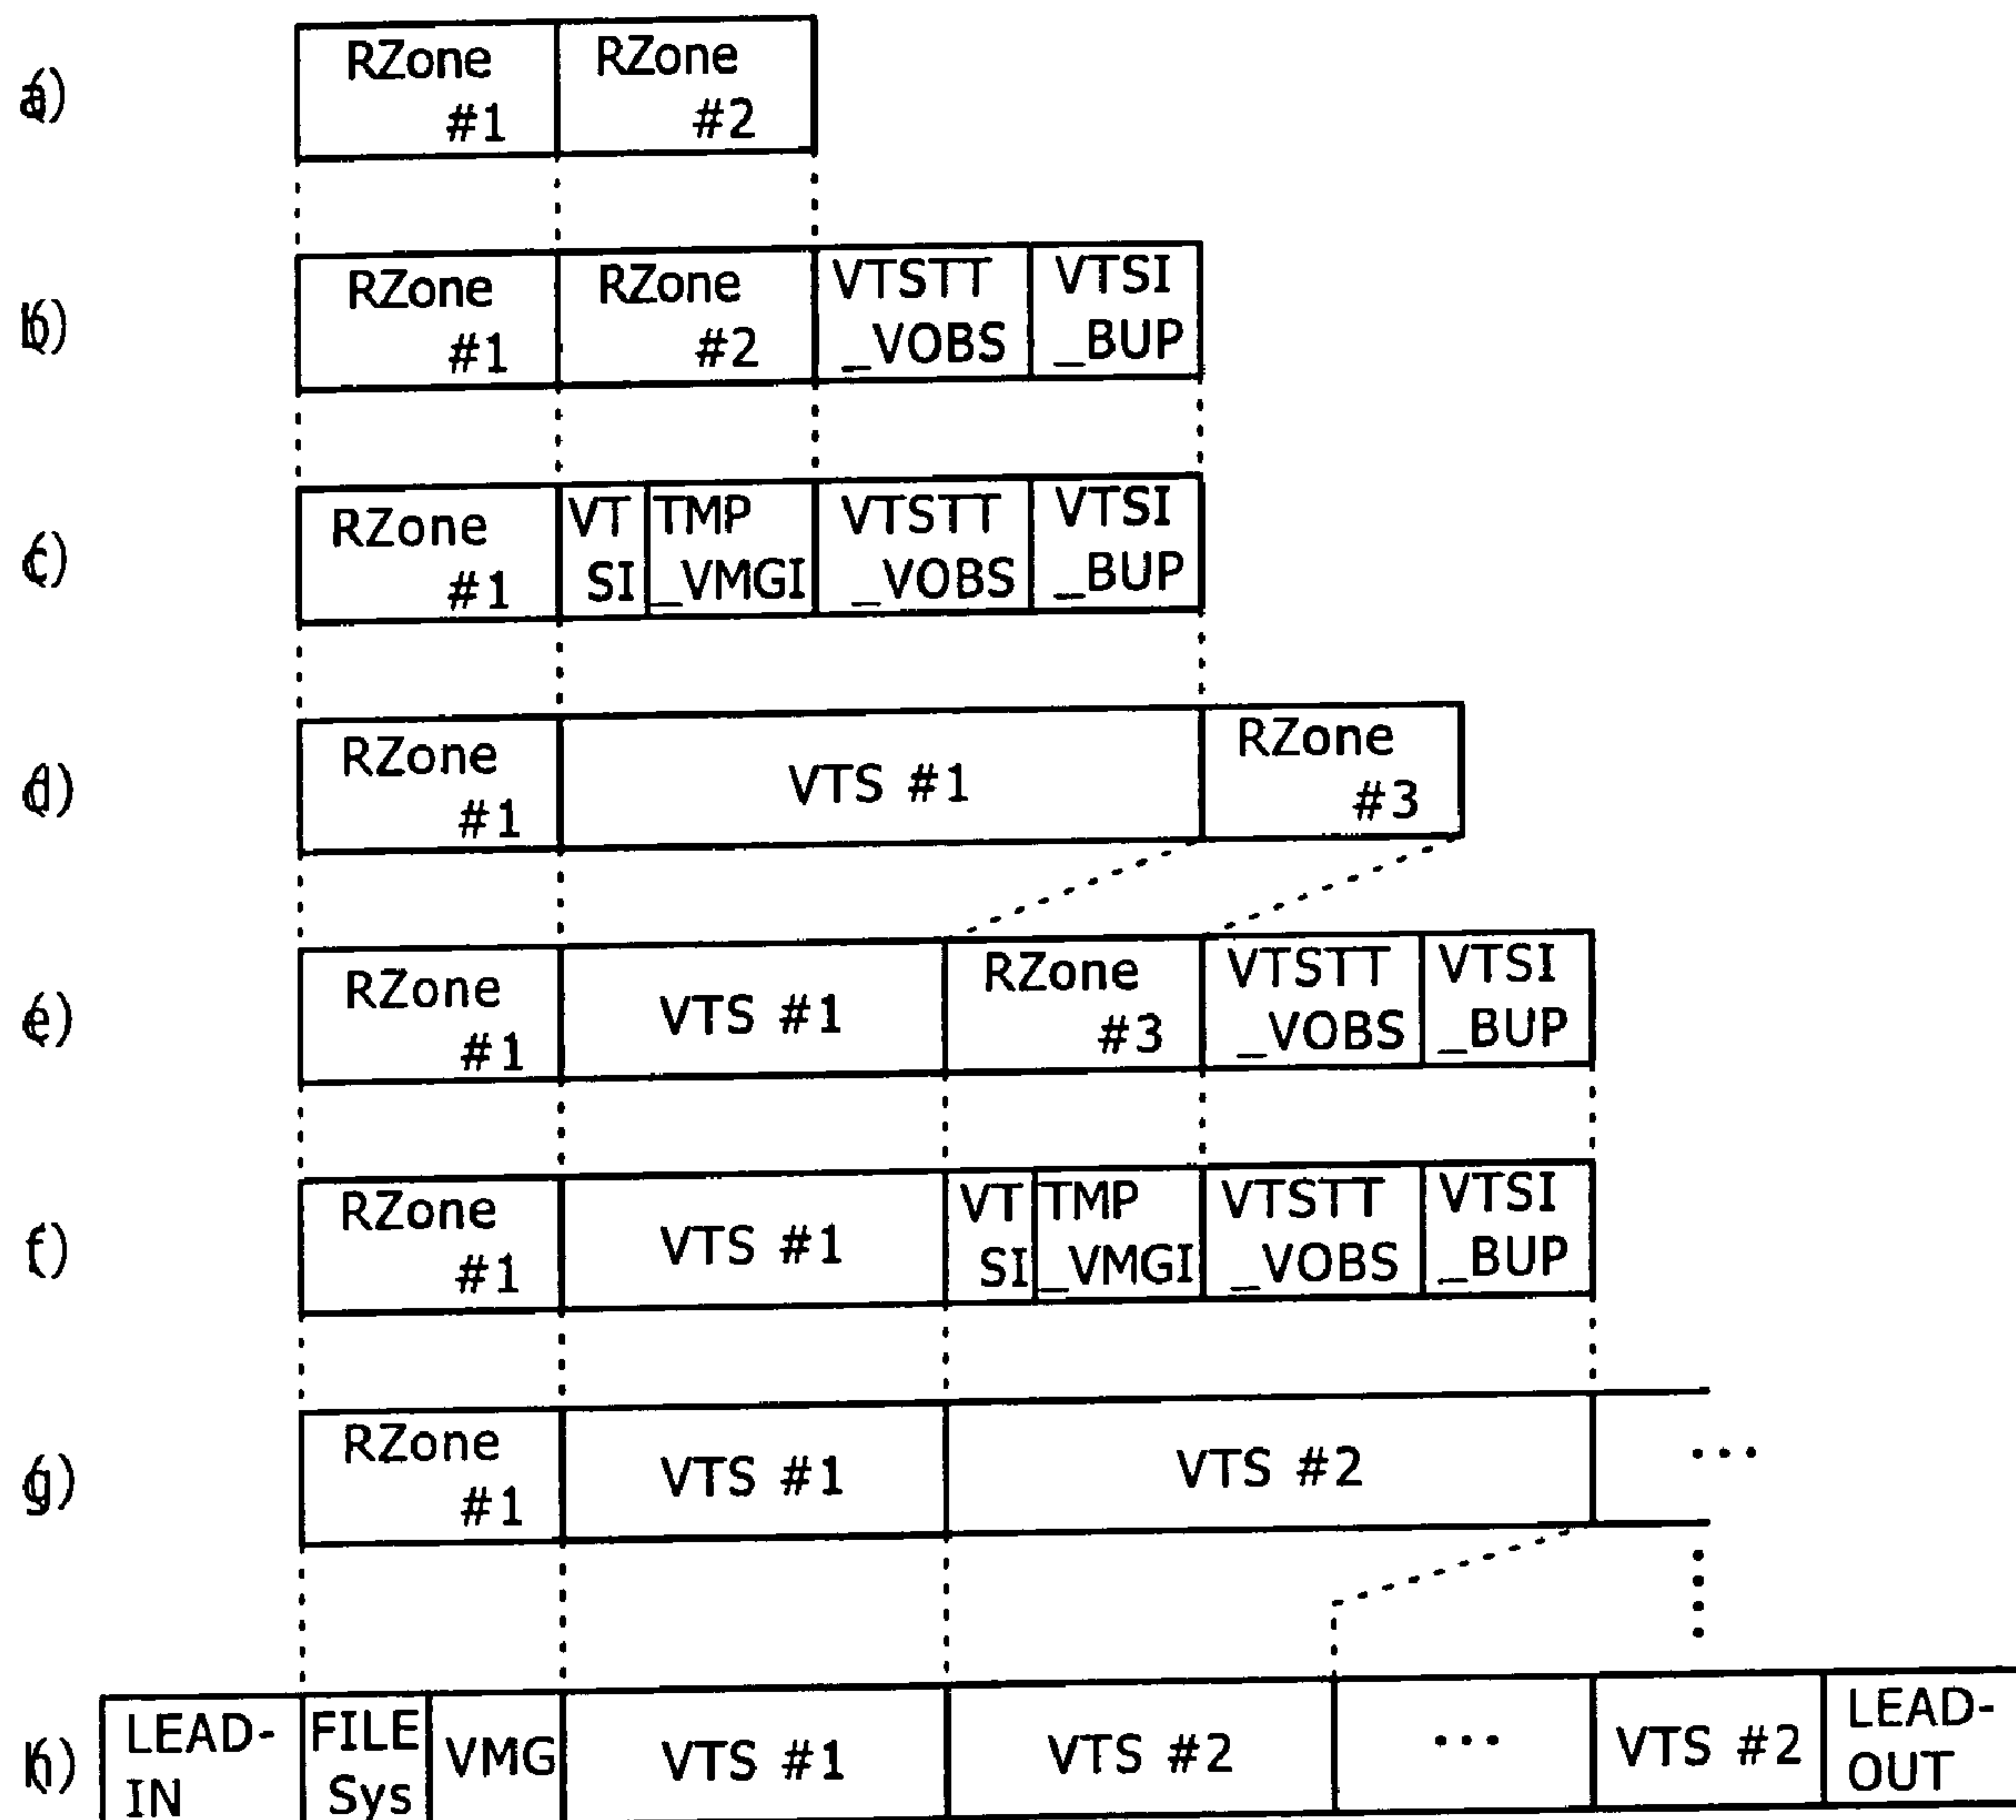 (a) RZone #1 RZone #2
(b) RZone #1 RZone #2 VTSTT _VOBS VTSI _BUP
(c) RZone #1 VT SI TMP _VMGI VTSTT _VOBS VTSI _BUP
(d) RZone #1 VTS #1 RZone #3
(e) RZone #1 VTS #1 RZone #3 VTSTT _VOBS VTSI _BUP
(f) RZone #1 VTS #1 VT SI TMP _VMGI VTSTT _VOBS VTSI _BUP
(g) RZone #1 VTS #1 VTS #2 ...
(h) LEAD-IN FILE Sys VMG VTS #1 VTS #2 ... VTS #2 LEAD-OUT